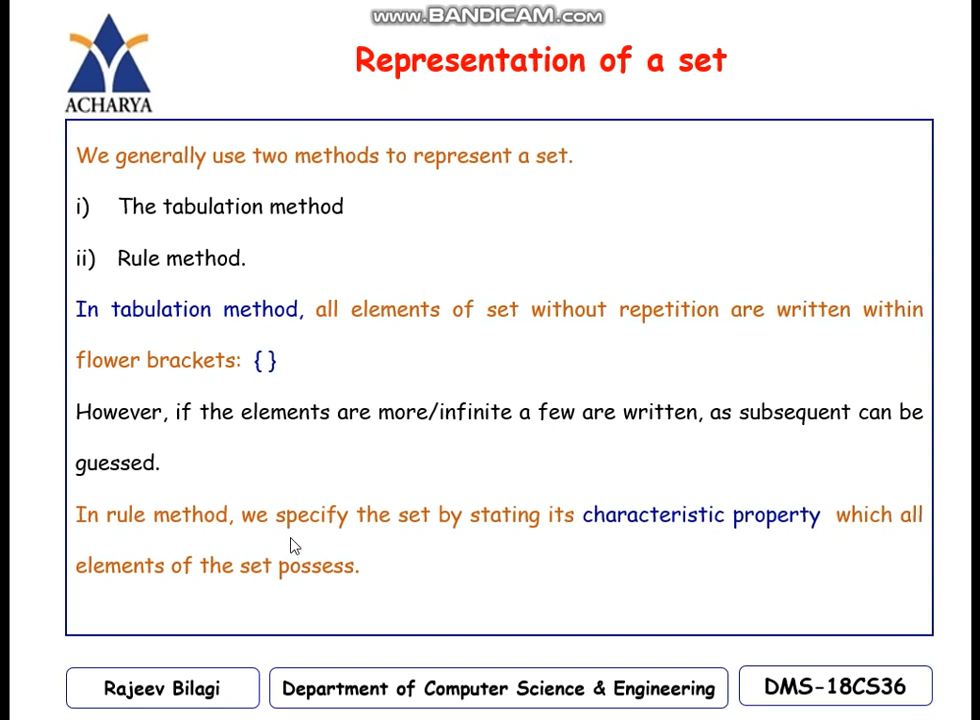 www.BANDICAM.com
Representation of a set
ACHARYA
We generally use two methods to represent a set.
i) The tabulation method
ii) Rule method.
In tabulation method, all elements of set without repetition are written within
flower brackets: { }
However, if the elements are more/infinite a few are written, as subsequent can be
guessed.
In rule method, we specify the set by stating its characteristic property which all
elements of the set possess.
Rajeev Bilagi
Department of Computer Science & Engineering
DMS-18CS36